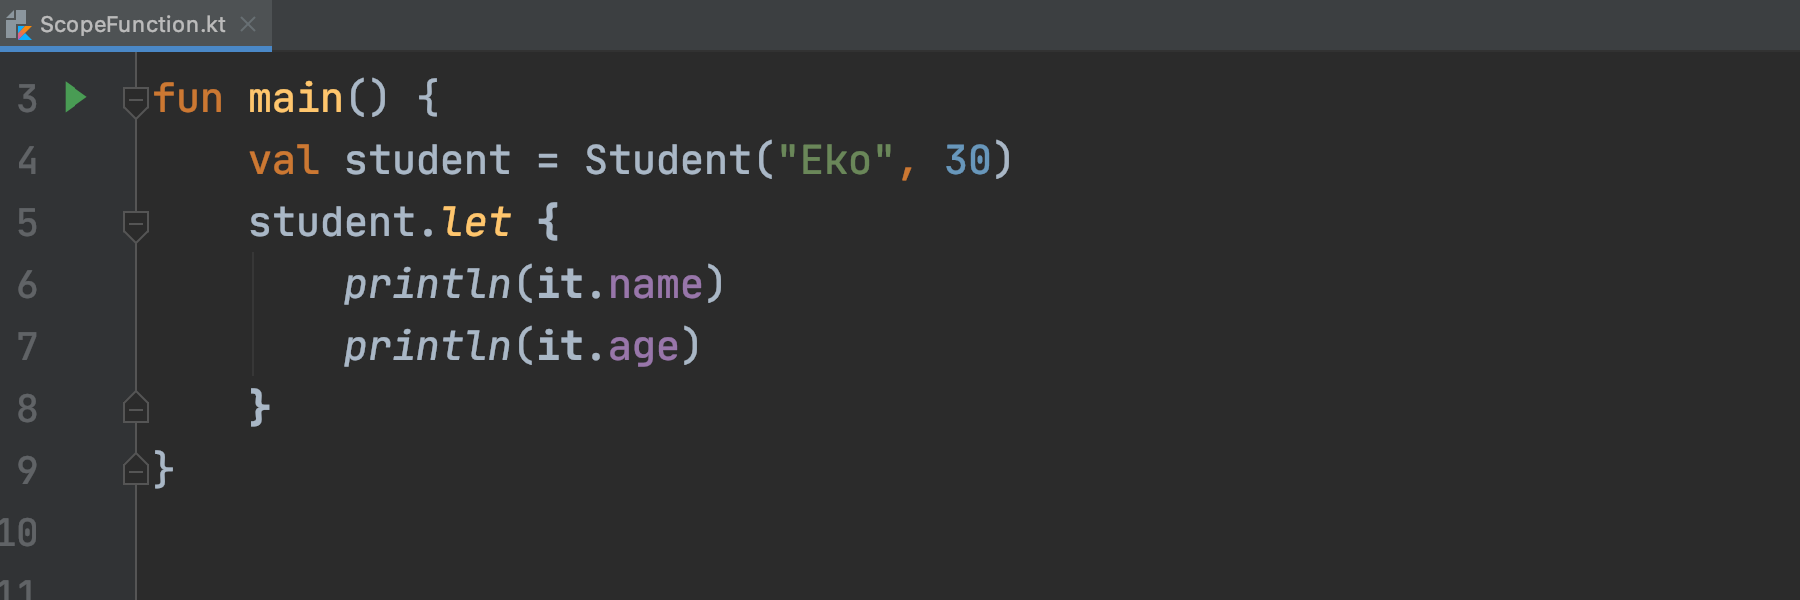 ScopeFunction.kt
3 fun main() {
4     val student = Student("Eko", 30)
5     student.let {
6         println(it.name)
7         println(it.age)
8     }
9 }
10
11